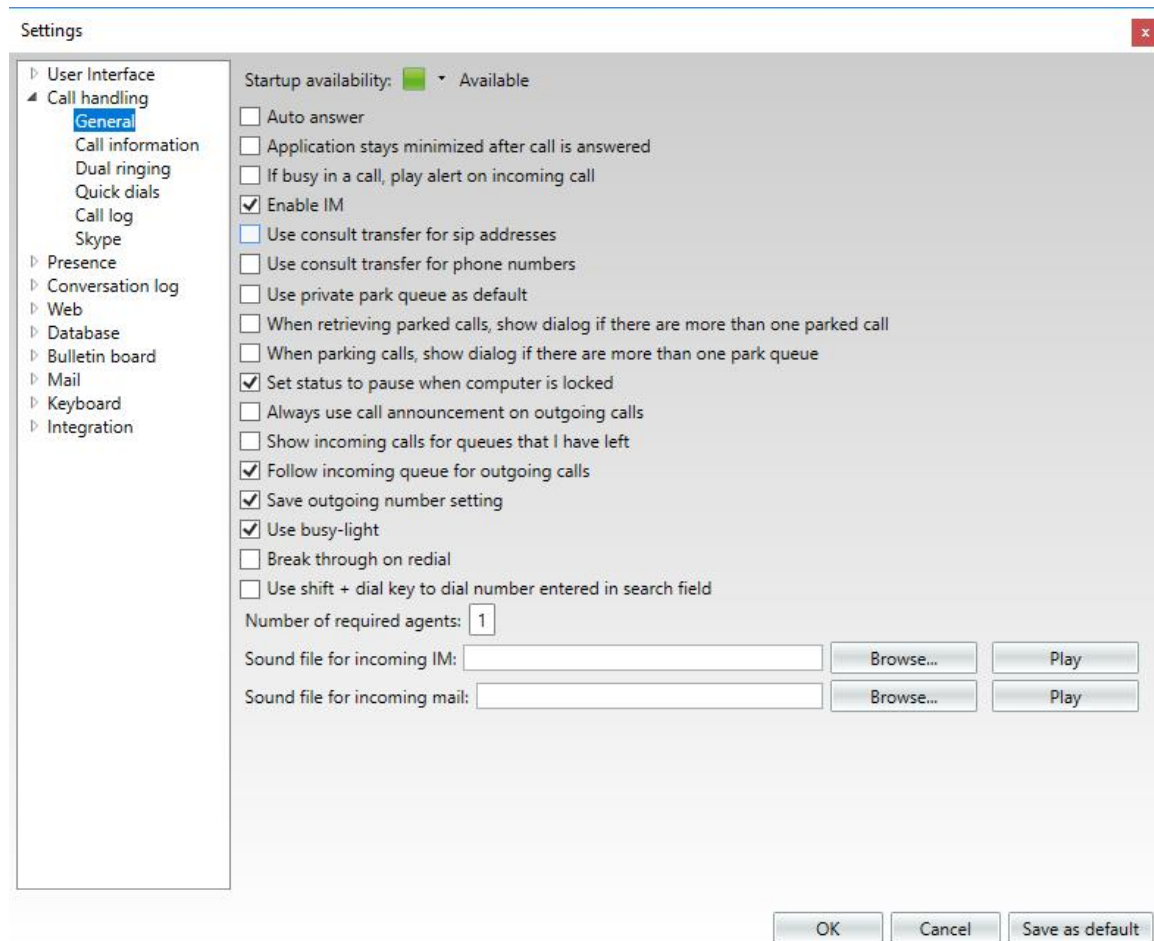 Settings
x
User Interface
Call handling
General
Call information
Dual ringing
Quick dials
Call log
Skype
Presence
Conversation log
Web
Database
Bulletin board
Mail
Keyboard
Integration
Startup availability: Available
Auto answer
Application stays minimized after call is answered
If busy in a call, play alert on incoming call
Enable IM
Use consult transfer for sip addresses
Use consult transfer for phone numbers
Use private park queue as default
When retrieving parked calls, show dialog if there are more than one parked call
When parking calls, show dialog if there are more than one park queue
Set status to pause when computer is locked
Always use call announcement on outgoing calls
Show incoming calls for queues that I have left
Follow incoming queue for outgoing calls
Save outgoing number setting
Use busy-light
Break through on redial
Use shift + dial key to dial number entered in search field
Number of required agents: 1
Sound file for incoming IM: Browse... Play
Sound file for incoming mail: Browse... Play
OK Cancel Save as default